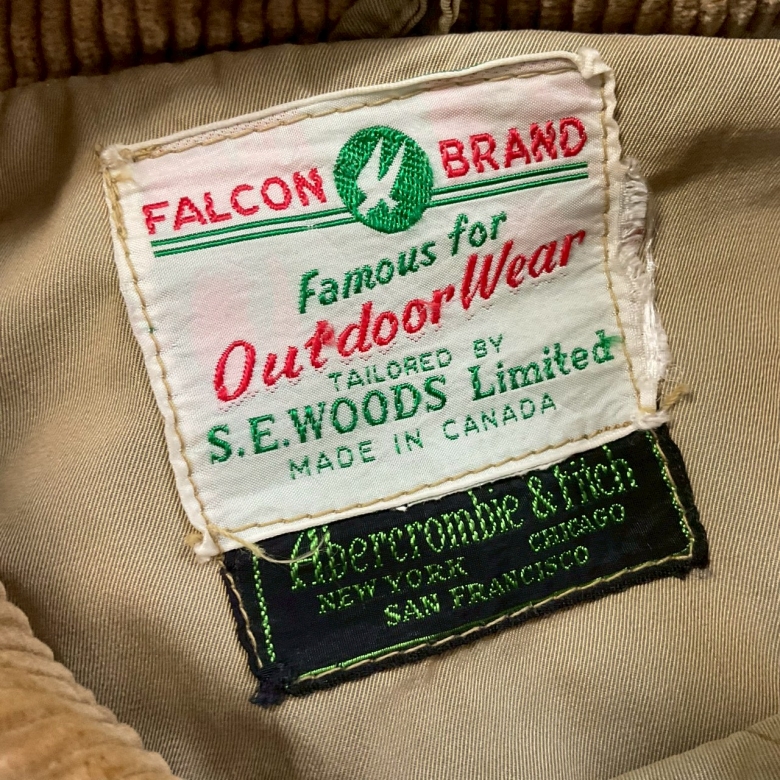 FALCON BRAND
Famous for
OutdoorWear
TAILORED BY
S.E.WOODS Limited
MADE IN CANADA
Abercrombie & Fitch
NEW YORK CHICAGO
SAN FRANCISCO